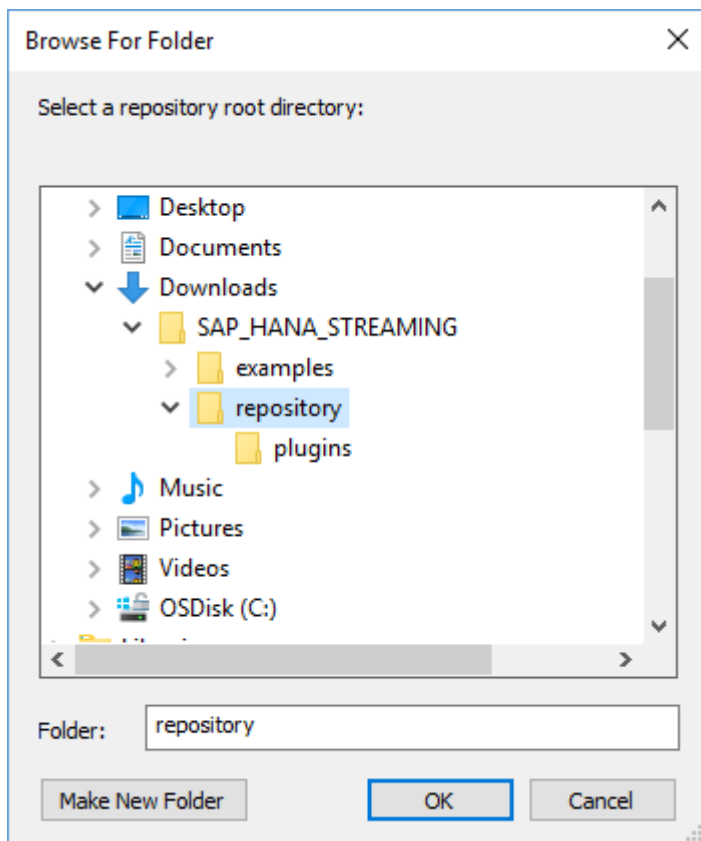 Browse For Folder
Select a repository root directory:
Desktop
Documents
Downloads
SAP_HANA_STREAMING
examples
repository
plugins
Music
Pictures
Videos
OSDisk (C:)
Folder: repository
Make New Folder OK Cancel